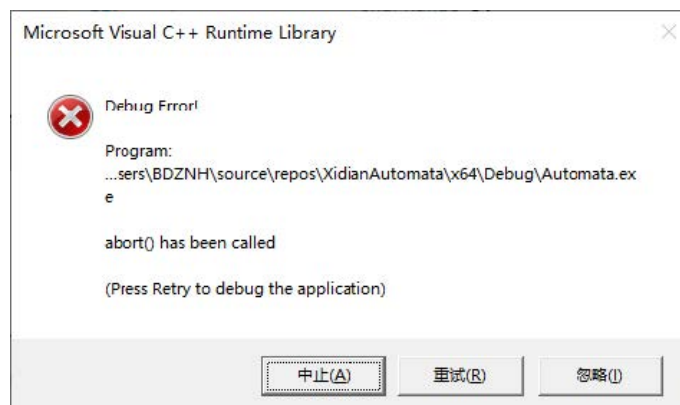 Microsoft Visual C++ Runtime Library
Debug Error!
Program:
...sers\BDZNH\source\repos\XidianAutomata\x64\Debug\Automata.ex
e
abort() has been called
(Press Retry to debug the application)
中止(A) 重试(R) 忽略(I)